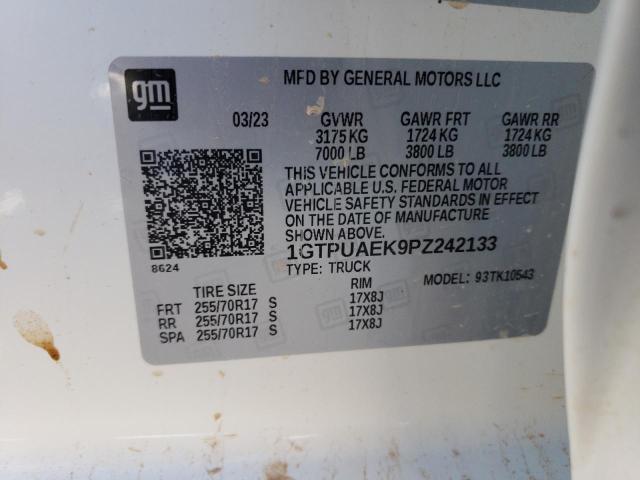 gm
MFD BY GENERAL MOTORS LLC
03/23 GVWR GAWR FRT GAWR RR
3175 KG 1724 KG 1724 KG
7000 LB 3800 LB 3800 LB
THIS VEHICLE CONFORMS TO ALL
APPLICABLE U.S. FEDERAL MOTOR
VEHICLE SAFETY STANDARDS IN EFFECT
ON THE DATE OF MANUFACTURE
SHOWN ABOVE.
1GTPUAEK9PZ242133
8624
TYPE: TRUCK
MODEL: 93TK10543
TIRE SIZE RIM
FRT 255/70R17 S 17X8J
RR 255/70R17 S 17X8J
SPA 255/70R17 S 17X8J